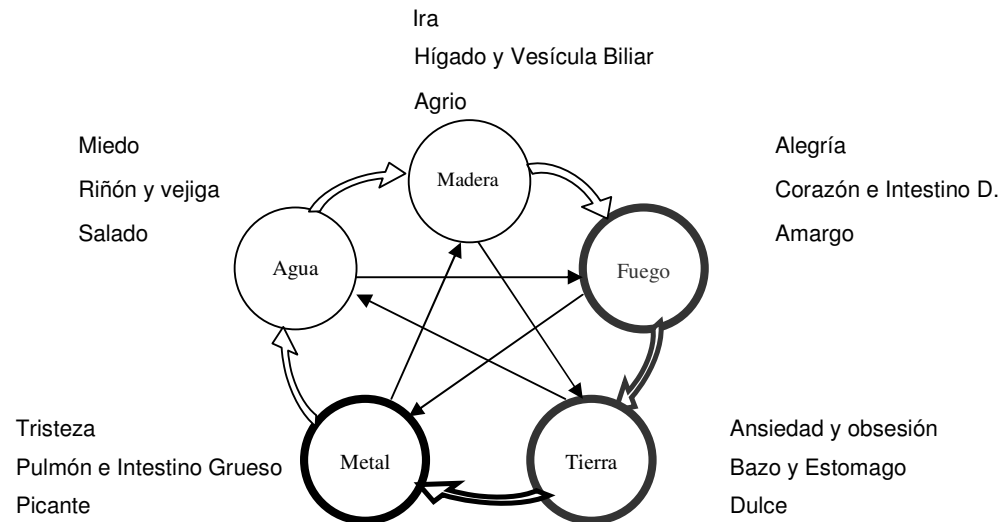 Ira
Hígado y Vesícula Biliar
Agrio
Miedo
Riñón y vejiga
Salado
Madera
Alegría
Corazón e Intestino D.
Amargo
Agua
Fuego
Tristeza
Pulmón e Intestino Grueso
Picante
Metal
Tierra
Ansiedad y obsesión
Bazo y Estomago
Dulce